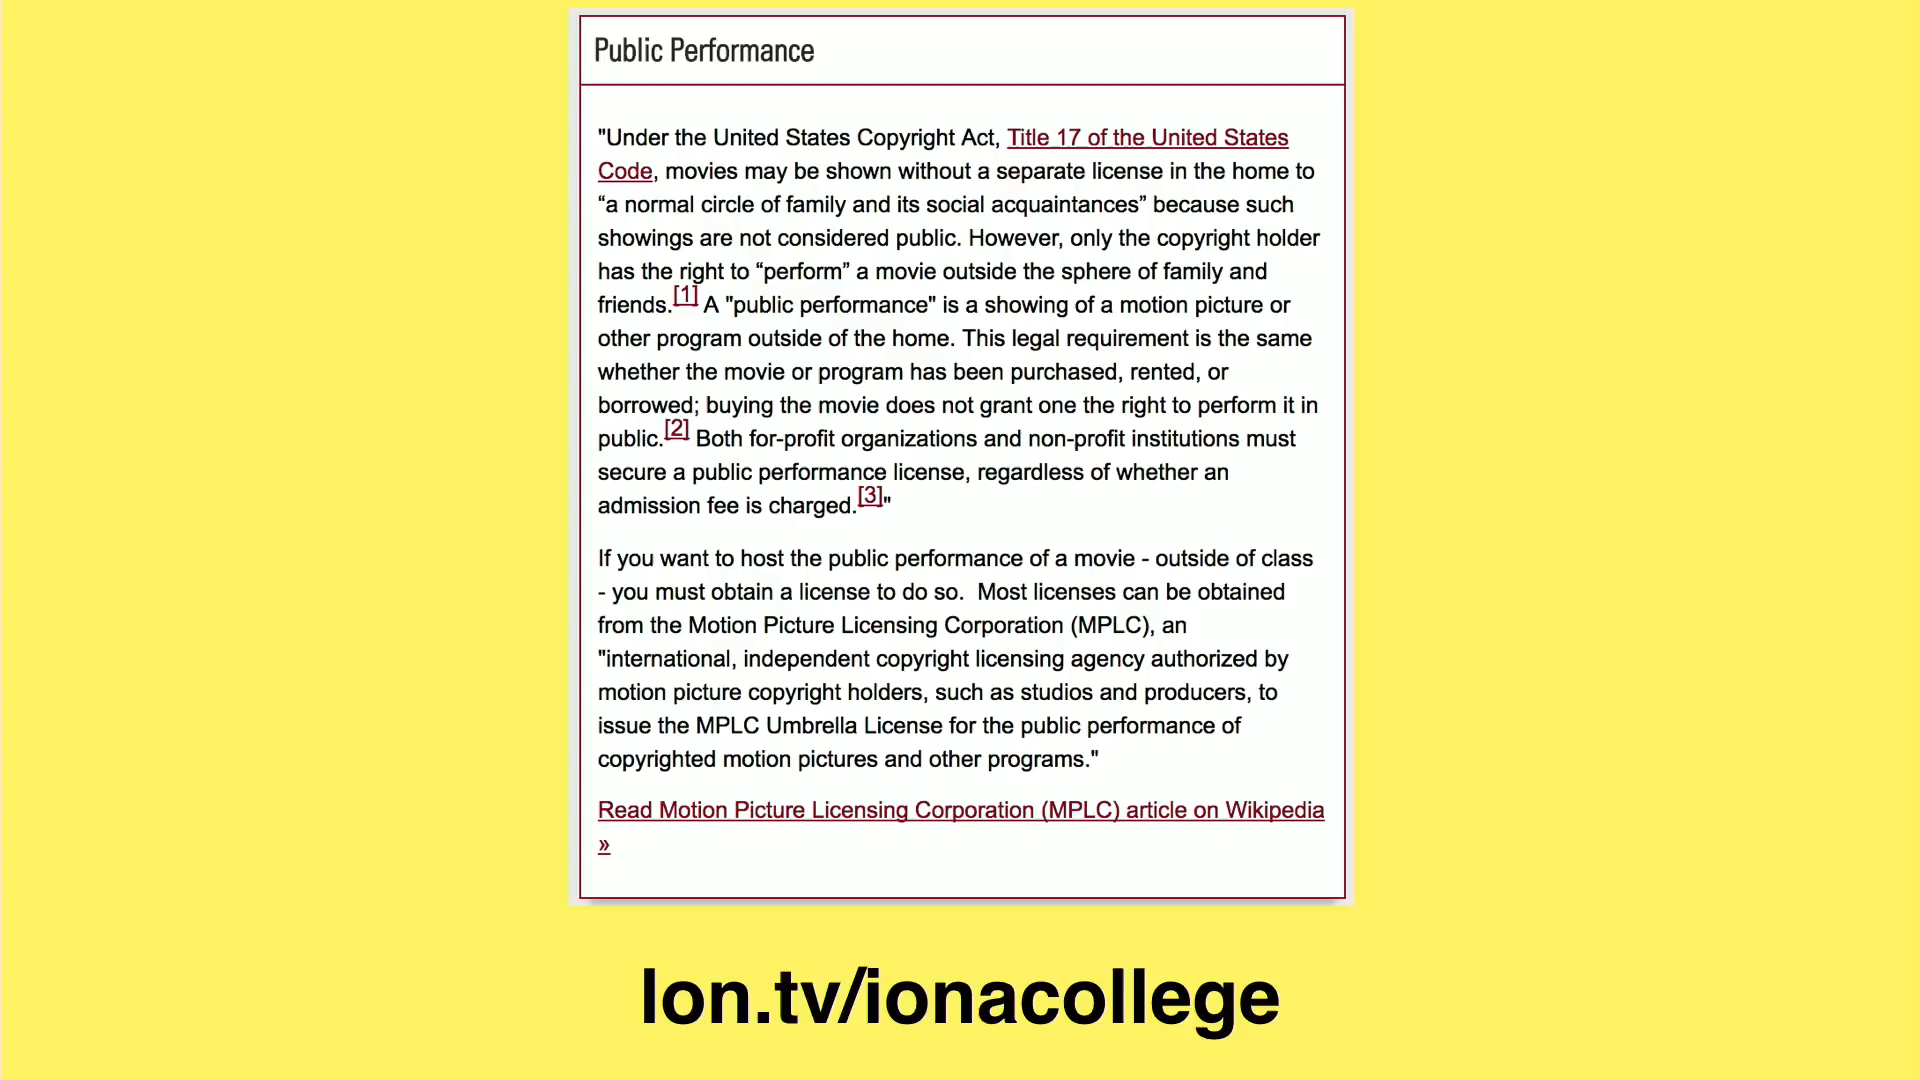 Public Performance
"Under the United States Copyright Act, Title 17 of the United States
Code, movies may be shown without a separate license in the home to
“a normal circle of family and its social acquaintances” because such
showings are not considered public. However, only the copyright holder
has the right to “perform” a movie outside the sphere of family and
friends.[1] A "public performance" is a showing of a motion picture or
other program outside of the home. This legal requirement is the same
whether the movie or program has been purchased, rented, or
borrowed; buying the movie does not grant one the right to perform it in
public.[2] Both for-profit organizations and non-profit institutions must
secure a public performance license, regardless of whether an
admission fee is charged.[3]"
If you want to host the public performance of a movie - outside of class
- you must obtain a license to do so.  Most licenses can be obtained
from the Motion Picture Licensing Corporation (MPLC), an
"international, independent copyright licensing agency authorized by
motion picture copyright holders, such as studios and producers, to
issue the MPLC Umbrella License for the public performance of
copyrighted motion pictures and other programs."
Read Motion Picture Licensing Corporation (MPLC) article on Wikipedia
»
lon.tv/ionacollege